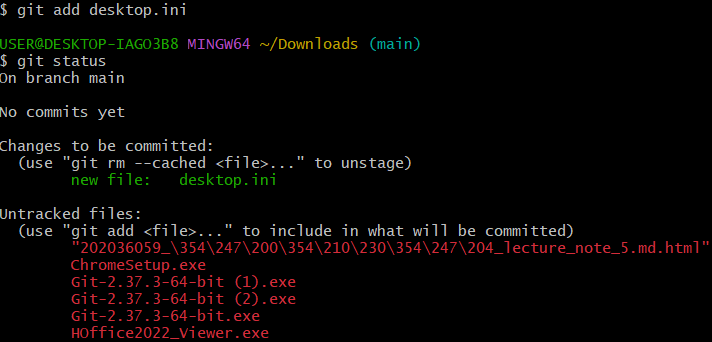 $ git add desktop.ini
USER@DESKTOP-IAGO3B8 MINGW64 ~/Downloads (main)
$ git status
On branch main
No commits yet
Changes to be committed:
(use "git rm --cached <file>..." to unstage)
new file:   desktop.ini
Untracked files:
(use "git add <file>..." to include in what will be committed)
"202036059_\354\247\200\354\210\230\354\247\204_lecture_note_5.md.html"
ChromeSetup.exe
Git-2.37.3-64-bit (1).exe
Git-2.37.3-64-bit (2).exe
Git-2.37.3-64-bit.exe
HOffice2022_Viewer.exe